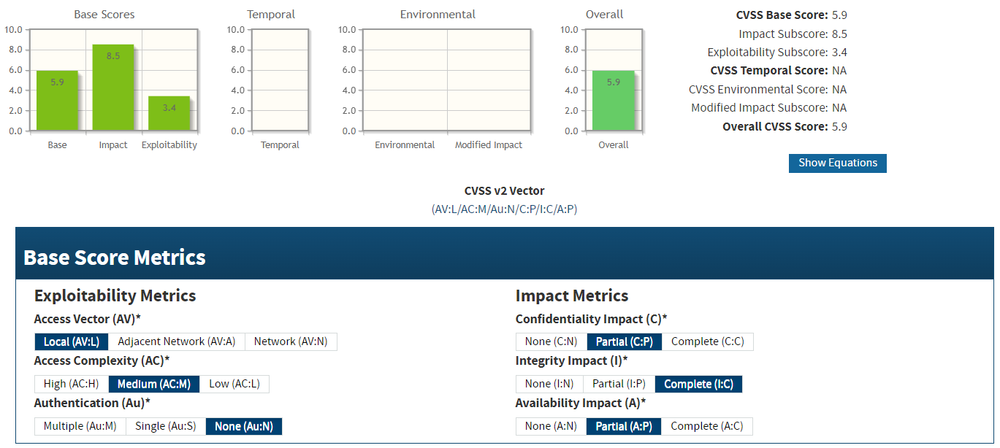 Base Scores
10.0
8.0
6.0
4.0
2.0
0.0
5.9
8.5
3.4
Base Impact Exploitability
Temporal
10.0
8.0
6.0
4.0
2.0
0.0
Temporal
Environmental
10.0
8.0
6.0
4.0
2.0
0.0
Environmental Modified Impact
Overall
10.0
8.0
6.0
4.0
2.0
0.0
5.9
Overall
CVSS Base Score: 5.9
Impact Subscore: 8.5
Exploitability Subscore: 3.4
CVSS Temporal Score: NA
CVSS Environmental Score: NA
Modified Impact Subscore: NA
Overall CVSS Score: 5.9
Show Equations
CVSS v2 Vector
(AV:L/AC:M/Au:N/C:P/I:C/A:P)
Base Score Metrics
Exploitability Metrics
Access Vector (AV)*
Local (AV:L) Adjacent Network (AV:A) Network (AV:N)
Access Complexity (AC)*
High (AC:H) Medium (AC:M) Low (AC:L)
Authentication (Au)*
Multiple (Au:M) Single (Au:S) None (Au:N)
Impact Metrics
Confidentiality Impact (C)*
None (C:N) Partial (C:P) Complete (C:C)
Integrity Impact (I)*
None (I:N) Partial (I:P) Complete (I:C)
Availability Impact (A)*
None (A:N) Partial (A:P) Complete (A:C)